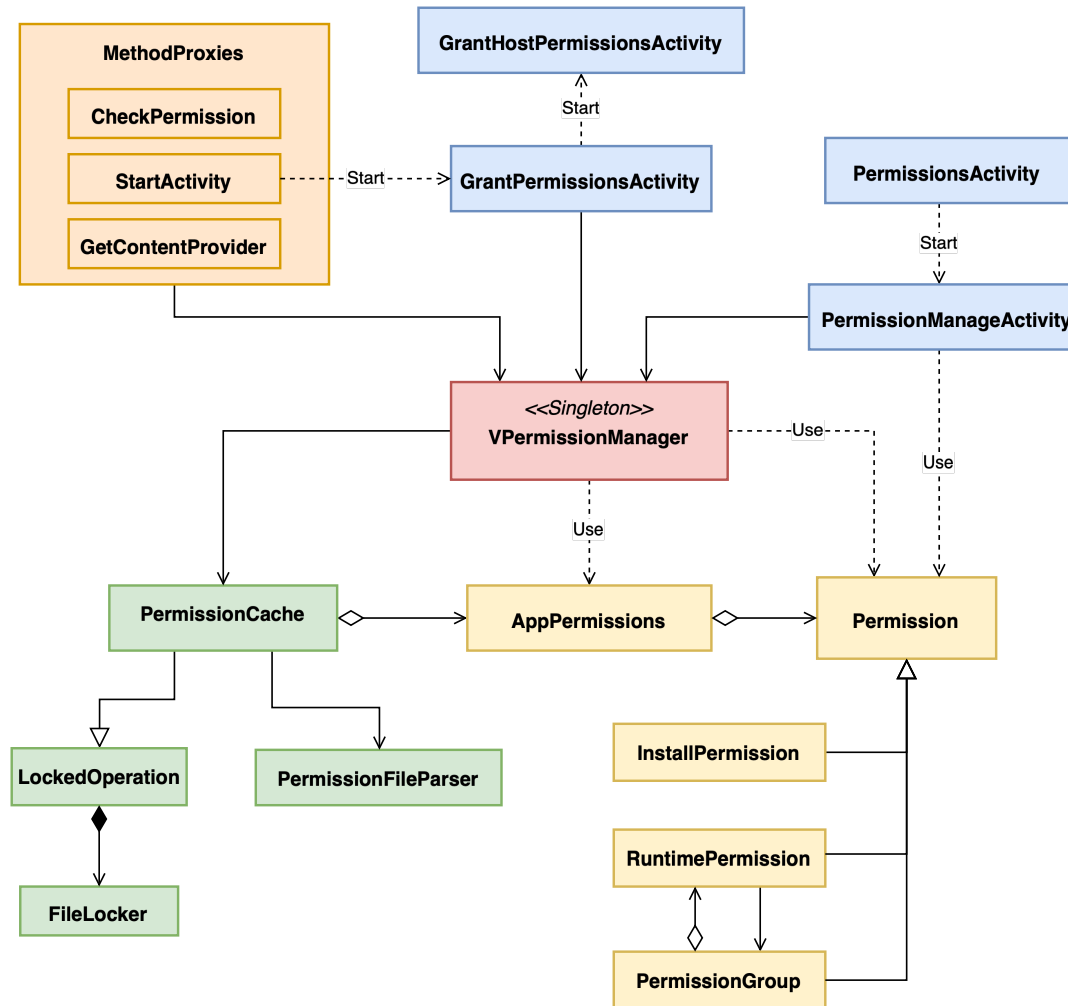 GrantHostPermissionsActivity
MethodProxies
CheckPermission
Start
StartActivity
Start
GrantPermissionsActivity
PermissionsActivity
GetContentProvider
Start
PermissionManageActivity
<<Singleton>>
VPermissionManager
Use
Use
Use
PermissionCache
AppPermissions
Permission
InstallPermission
LockedOperation
PermissionFileParser
RuntimePermission
FileLocker
PermissionGroup